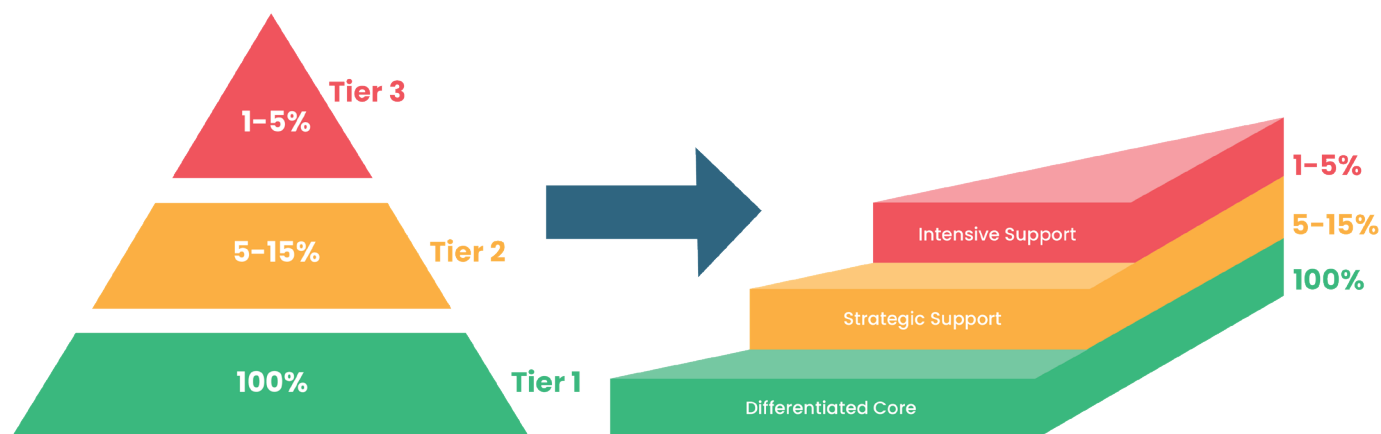 Tier 3
1-5%
5-15%
Tier 2
100%
Tier 1
1-5%
Intensive Support
5-15%
100%
Strategic Support
Differentiated Core